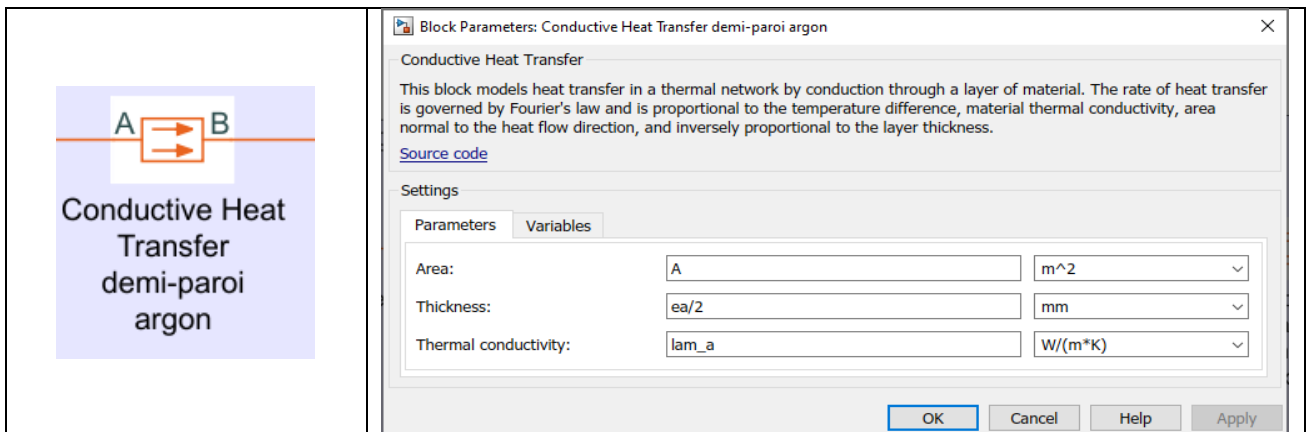 A B
Conductive Heat
Transfer
demi-paroi
argon
Block Parameters: Conductive Heat Transfer demi-paroi argon
Conductive Heat Transfer
This block models heat transfer in a thermal network by conduction through a layer of material. The rate of heat transfer
is governed by Fourier's law and is proportional to the temperature difference, material thermal conductivity, area
normal to the heat flow direction, and inversely proportional to the layer thickness.
Source code
Settings
Parameters Variables
Area: A m^2
Thickness: ea/2 mm
Thermal conductivity: lam_a W/(m*K)
OK Cancel Help Apply